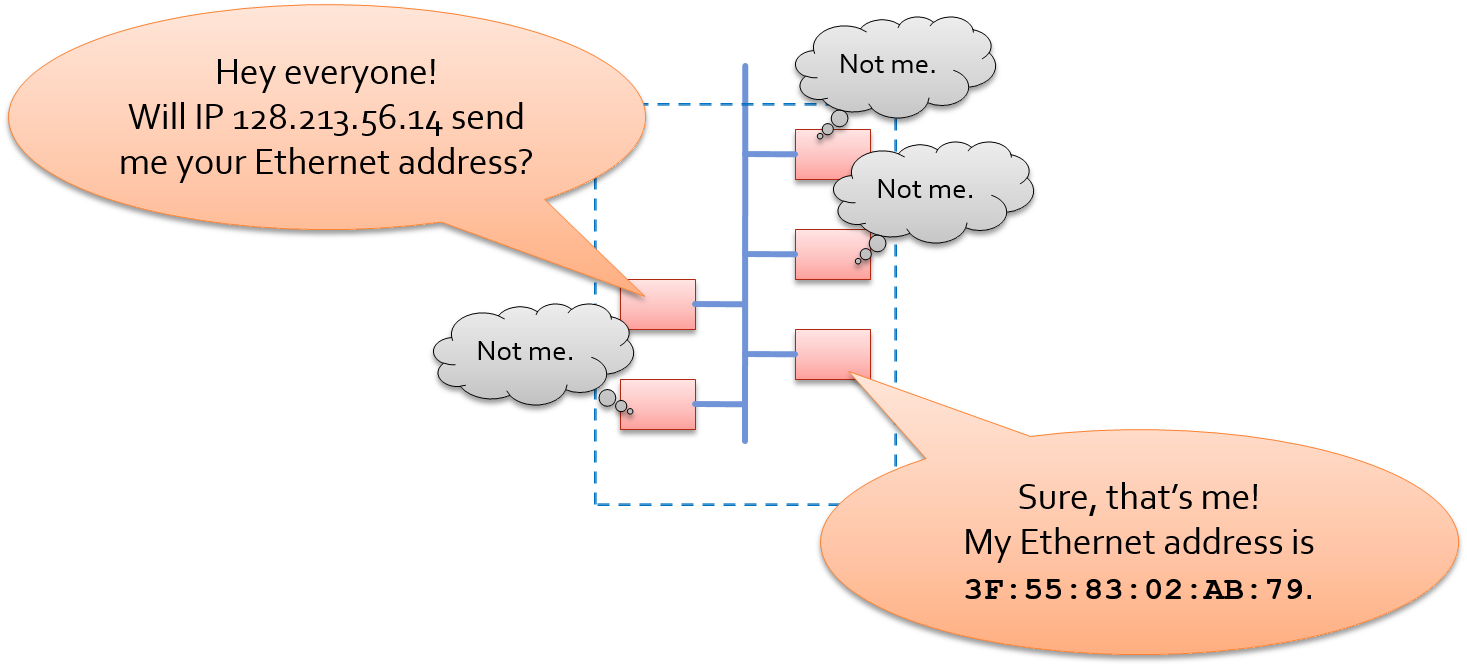 Hey everyone!
Will IP 128.213.56.14 send
me your Ethernet address?
Not me.
Not me.
Not me.
Sure, that's me!
My Ethernet address is
3F:55:83:02:AB:79.